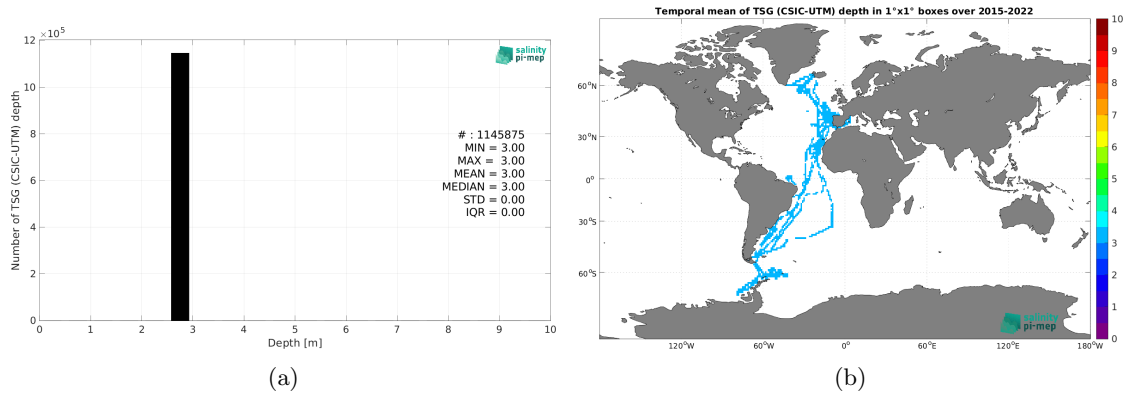 ×10⁵
12
10
8
6
4
2
0
Number of TSG (CSIC-UTM) depth
0 1 2 3 4 5 6 7 8 9 10
Depth [m]
salinity
pi-mep
# : 1145875
MIN = 3.00
MAX = 3.00
MEAN = 3.00
MEDIAN = 3.00
STD = 0.00
IQR = 0.00
(a)
Temporal mean of TSG (CSIC-UTM) depth in 1°x1° boxes over 2015-2022
60°N
30°N
0°
30°S
60°S
120°W 60°W 0° 60°E 120°E 180°W
salinity
pi-mep
10
9
8
7
6
5
4
3
2
1
0
(b)